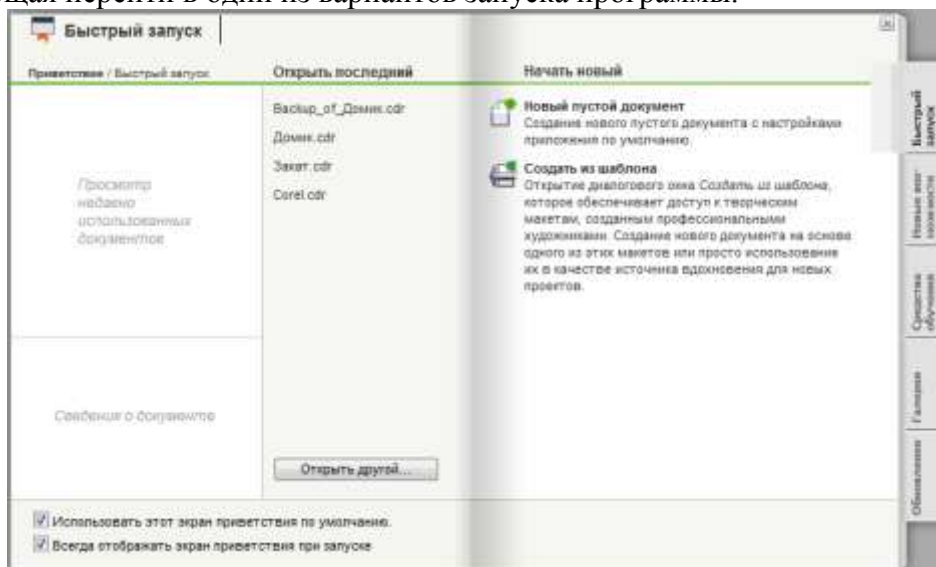 перейти в один из вариантов запуска программы.
Быстрый запуск
Приветствие / Быстрый запуск
Открыть последний
Начать новый
Просмотр
недавно
использованных
документов
Сведения о документе
Backup_of_Домик.cdr
Домик.cdr
Закат.cdr
Corel.cdr
Открыть другой...
Новый пустой документ
Создание нового пустого документа с настройками
приложения по умолчанию.
Создать из шаблона
Открытие диалогового окна Создать из шаблона,
которое обеспечивает доступ к творческим
макетам, созданным профессиональными
художниками. Создание нового документа на основе
одного из этих макетов или просто использование
их в качестве источника вдохновения для новых
проектов.
Быстрый
запуск
Новые воз-
можности
Средства
обучения
Галерея
Обновления
Использовать этот экран приветствия по умолчанию.
Всегда отображать экран приветствия при запуске